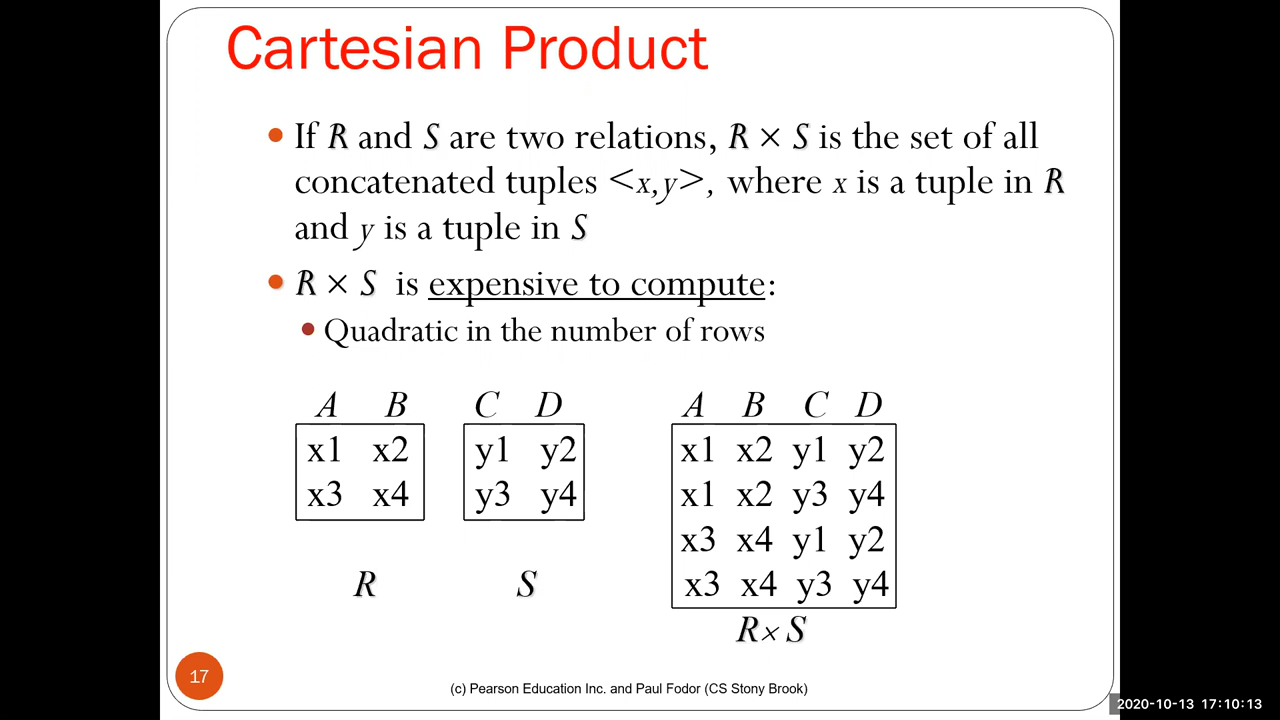 Cartesian Product
• If R and S are two relations, R × S is the set of all
concatenated tuples <x,y>, where x is a tuple in R
and y is a tuple in S
• R × S is expensive to compute:
• Quadratic in the number of rows
A B C D A B C D
x1 x2 y1 y2 x1 x2 y1 y2
x3 x4 y3 y4 x1 x2 y3 y4
x3 x4 y1 y2
R S x3 x4 y3 y4
R× S
17
(c) Pearson Education Inc. and Paul Fodor (CS Stony Brook)
2020-10-13 17:10:13